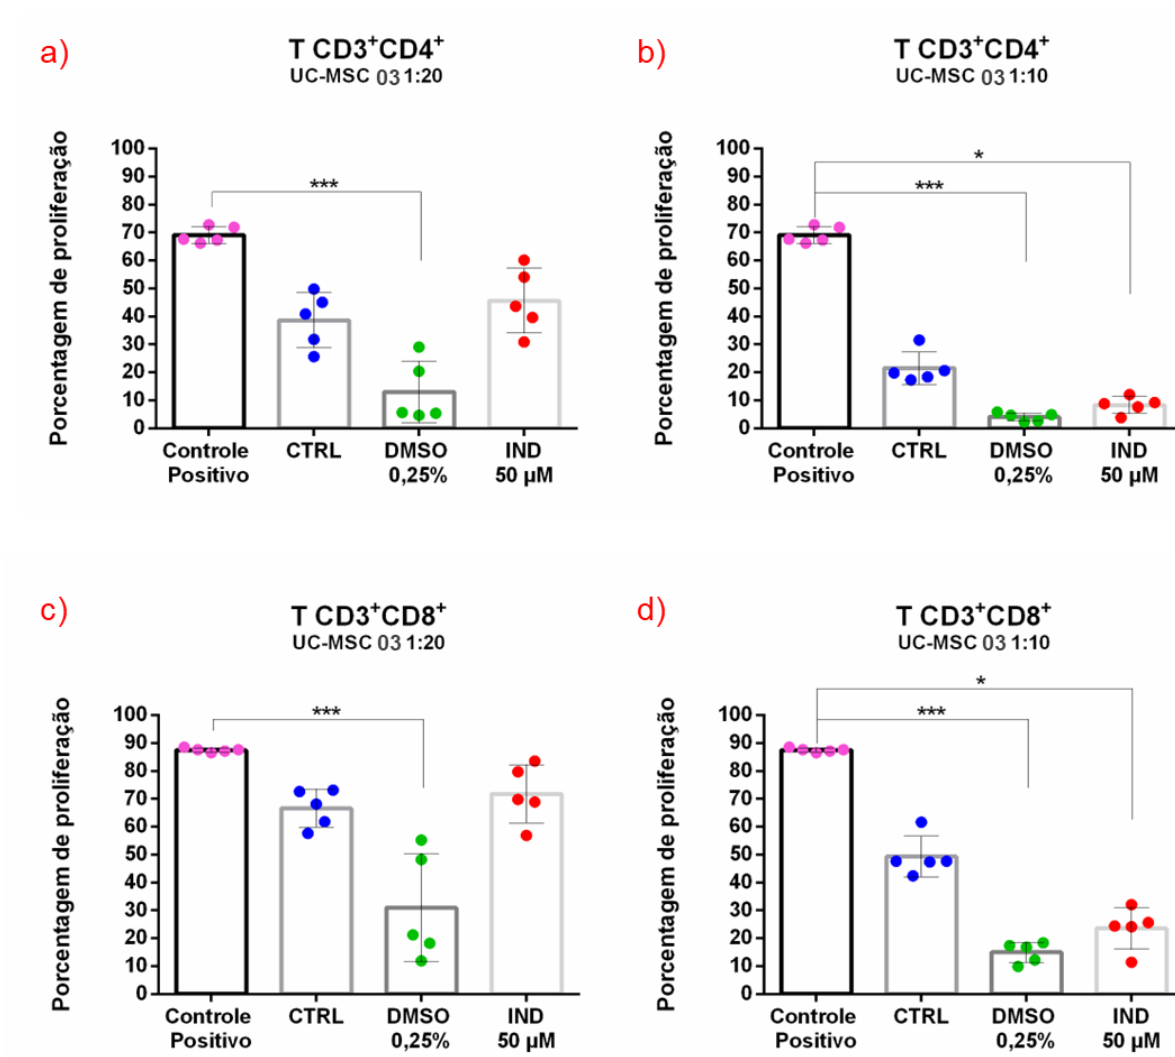 a)
T CD3⁺CD4⁺
UC-MSC 03 1:20
Porcentagem de proliferação
100
90
80
70
60
50
40
30
20
10
0
***
Controle Positivo
CTRL
DMSO 0,25%
IND 50 µM
b)
T CD3⁺CD4⁺
UC-MSC 03 1:10
Porcentagem de proliferação
100
90
80
70
60
50
40
30
20
10
0
*
***
Controle Positivo
CTRL
DMSO 0,25%
IND 50 µM
c)
T CD3⁺CD8⁺
UC-MSC 03 1:20
Porcentagem de proliferação
100
90
80
70
60
50
40
30
20
10
0
***
Controle Positivo
CTRL
DMSO 0,25%
IND 50 µM
d)
T CD3⁺CD8⁺
UC-MSC 03 1:10
Porcentagem de proliferação
100
90
80
70
60
50
40
30
20
10
0
*
***
Controle Positivo
CTRL
DMSO 0,25%
IND 50 µM